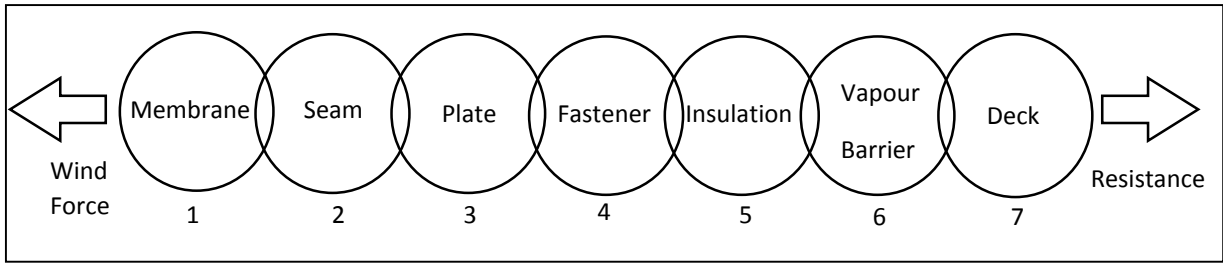 Membrane
Seam
Plate
Fastener
Insulation
Vapour
Barrier
Deck
Wind
Force
Resistance
1
2
3
4
5
6
7